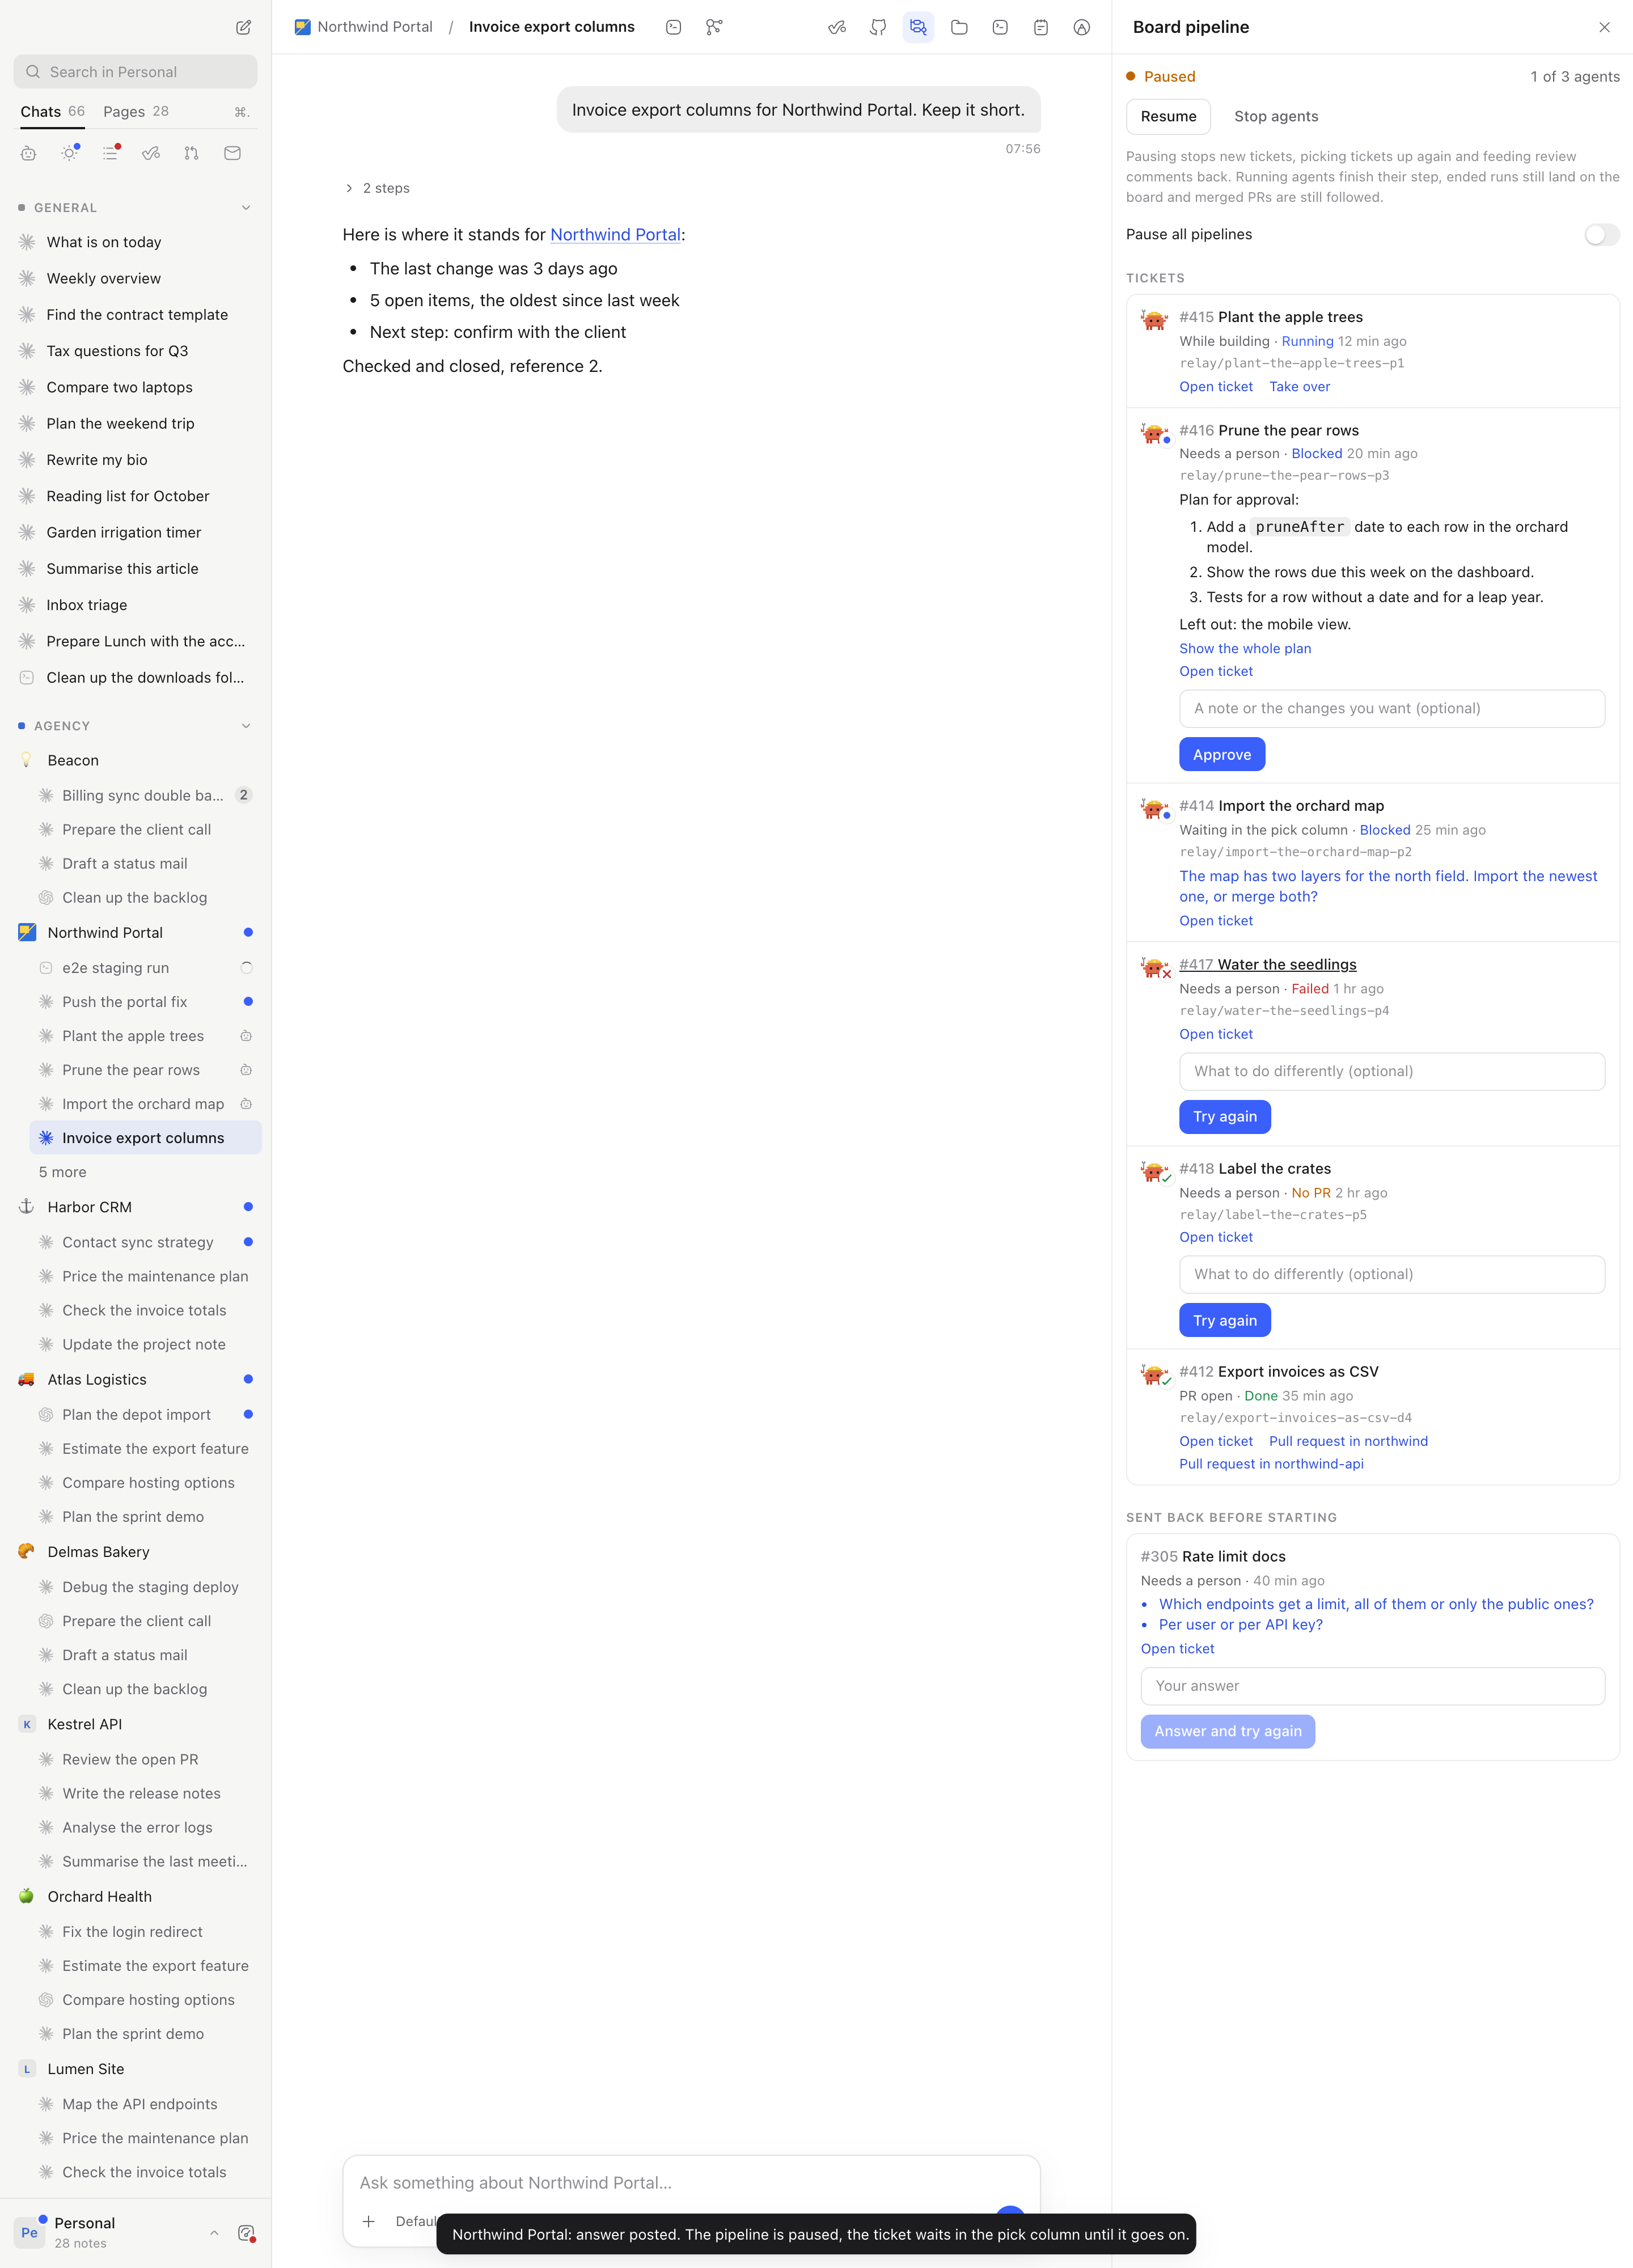 Search in Personal
Chats 66 Pages 28 ⌘.
GENERAL
What is on today
Weekly overview
Find the contract template
Tax questions for Q3
Compare two laptops
Plan the weekend trip
Rewrite my bio
Reading list for October
Garden irrigation timer
Summarise this article
Inbox triage
Prepare Lunch with the acc...
Clean up the downloads fol...
AGENCY
Beacon
Billing sync double ba... 2
Prepare the client call
Draft a status mail
Clean up the backlog
Northwind Portal
e2e staging run
Push the portal fix
Plant the apple trees
Prune the pear rows
Import the orchard map
Invoice export columns
5 more
Harbor CRM
Contact sync strategy
Price the maintenance plan
Check the invoice totals
Update the project note
Atlas Logistics
Plan the depot import
Estimate the export feature
Compare hosting options
Plan the sprint demo
Delmas Bakery
Debug the staging deploy
Prepare the client call
Draft a status mail
Clean up the backlog
K Kestrel API
Review the open PR
Write the release notes
Analyse the error logs
Summarise the last meeti...
Orchard Health
Fix the login redirect
Estimate the export feature
Compare hosting options
Plan the sprint demo
L Lumen Site
Map the API endpoints
Price the maintenance plan
Check the invoice totals
Pe Personal
28 notes
Northwind Portal / Invoice export columns
Invoice export columns for Northwind Portal. Keep it short.
07:56
2 steps
Here is where it stands for Northwind Portal:
• The last change was 3 days ago
• 5 open items, the oldest since last week
• Next step: confirm with the client
Checked and closed, reference 2.
Ask something about Northwind Portal...
Northwind Portal: answer posted. The pipeline is paused, the ticket waits in the pick column until it goes on.
Board pipeline
Paused 1 of 3 agents
Resume Stop agents
Pausing stops new tickets, picking tickets up again and feeding review
comments back. Running agents finish their step, ended runs still land on the
board and merged PRs are still followed.
Pause all pipelines
TICKETS
#415 Plant the apple trees
While building · Running 12 min ago
relay/plant-the-apple-trees-p1
Open ticket Take over
#416 Prune the pear rows
Needs a person · Blocked 20 min ago
relay/prune-the-pear-rows-p3
Plan for approval:
1. Add a pruneAfter date to each row in the orchard
model.
2. Show the rows due this week on the dashboard.
3. Tests for a row without a date and for a leap year.
Left out: the mobile view.
Show the whole plan
Open ticket
A note or the changes you want (optional)
Approve
#414 Import the orchard map
Waiting in the pick column · Blocked 25 min ago
relay/import-the-orchard-map-p2
The map has two layers for the north field. Import the newest
one, or merge both?
Open ticket
#417 Water the seedlings
Needs a person · Failed 1 hr ago
relay/water-the-seedlings-p4
Open ticket
What to do differently (optional)
Try again
#418 Label the crates
Needs a person · No PR 2 hr ago
relay/label-the-crates-p5
Open ticket
What to do differently (optional)
Try again
#412 Export invoices as CSV
PR open · Done 35 min ago
relay/export-invoices-as-csv-d4
Open ticket Pull request in northwind
Pull request in northwind-api
SENT BACK BEFORE STARTING
#305 Rate limit docs
Needs a person · 40 min ago
• Which endpoints get a limit, all of them or only the public ones?
• Per user or per API key?
Open ticket
Your answer
Answer and try again